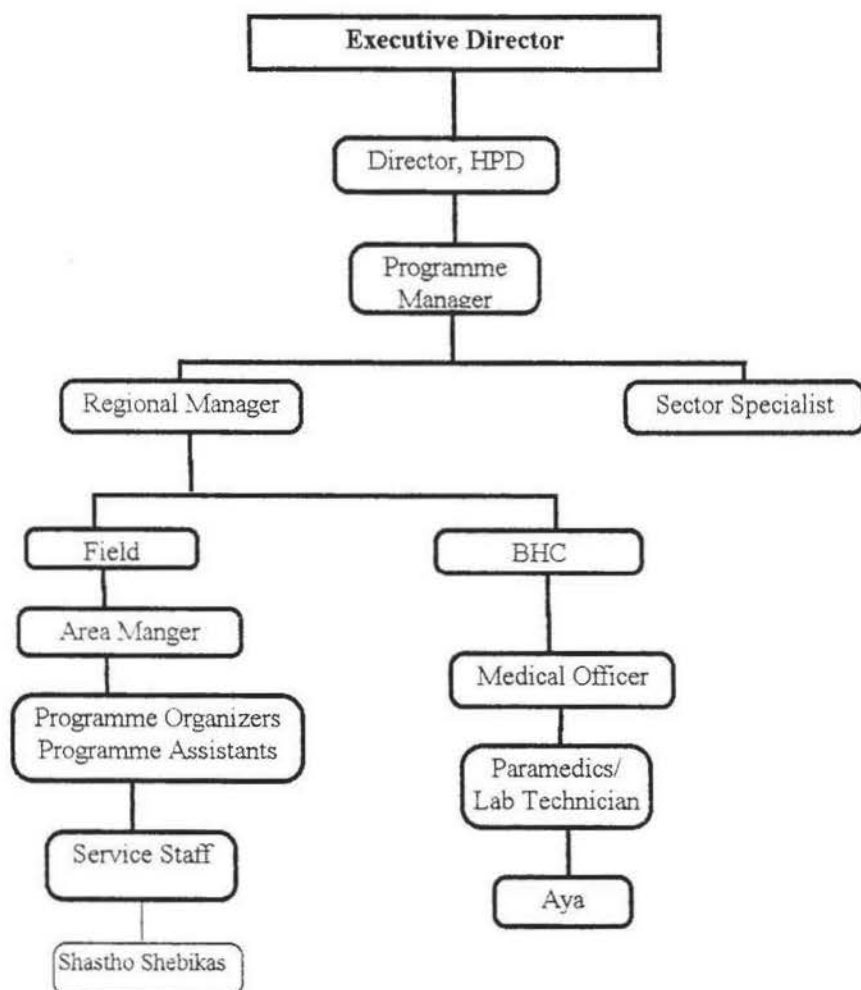 Executive Director
Director, HPD
Programme
Manager
Regional Manager
Sector Specialist
Field
BHC
Area Manger
Medical Officer
Programme Organizers
Programme Assistants
Paramedics/
Lab Technician
Service Staff
Aya
Shastho Shebikas